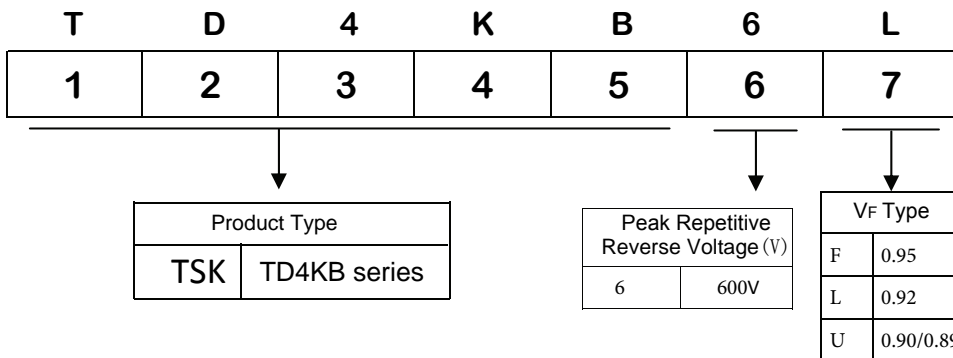 T D 4 K B 6 L
1 2 3 4 5 6 7
Product Type
TSK TD4KB series
Peak Repetitive
Reverse Voltage(V)
6 600V
VF Type
F 0.95
L 0.92
U 0.90/0.89